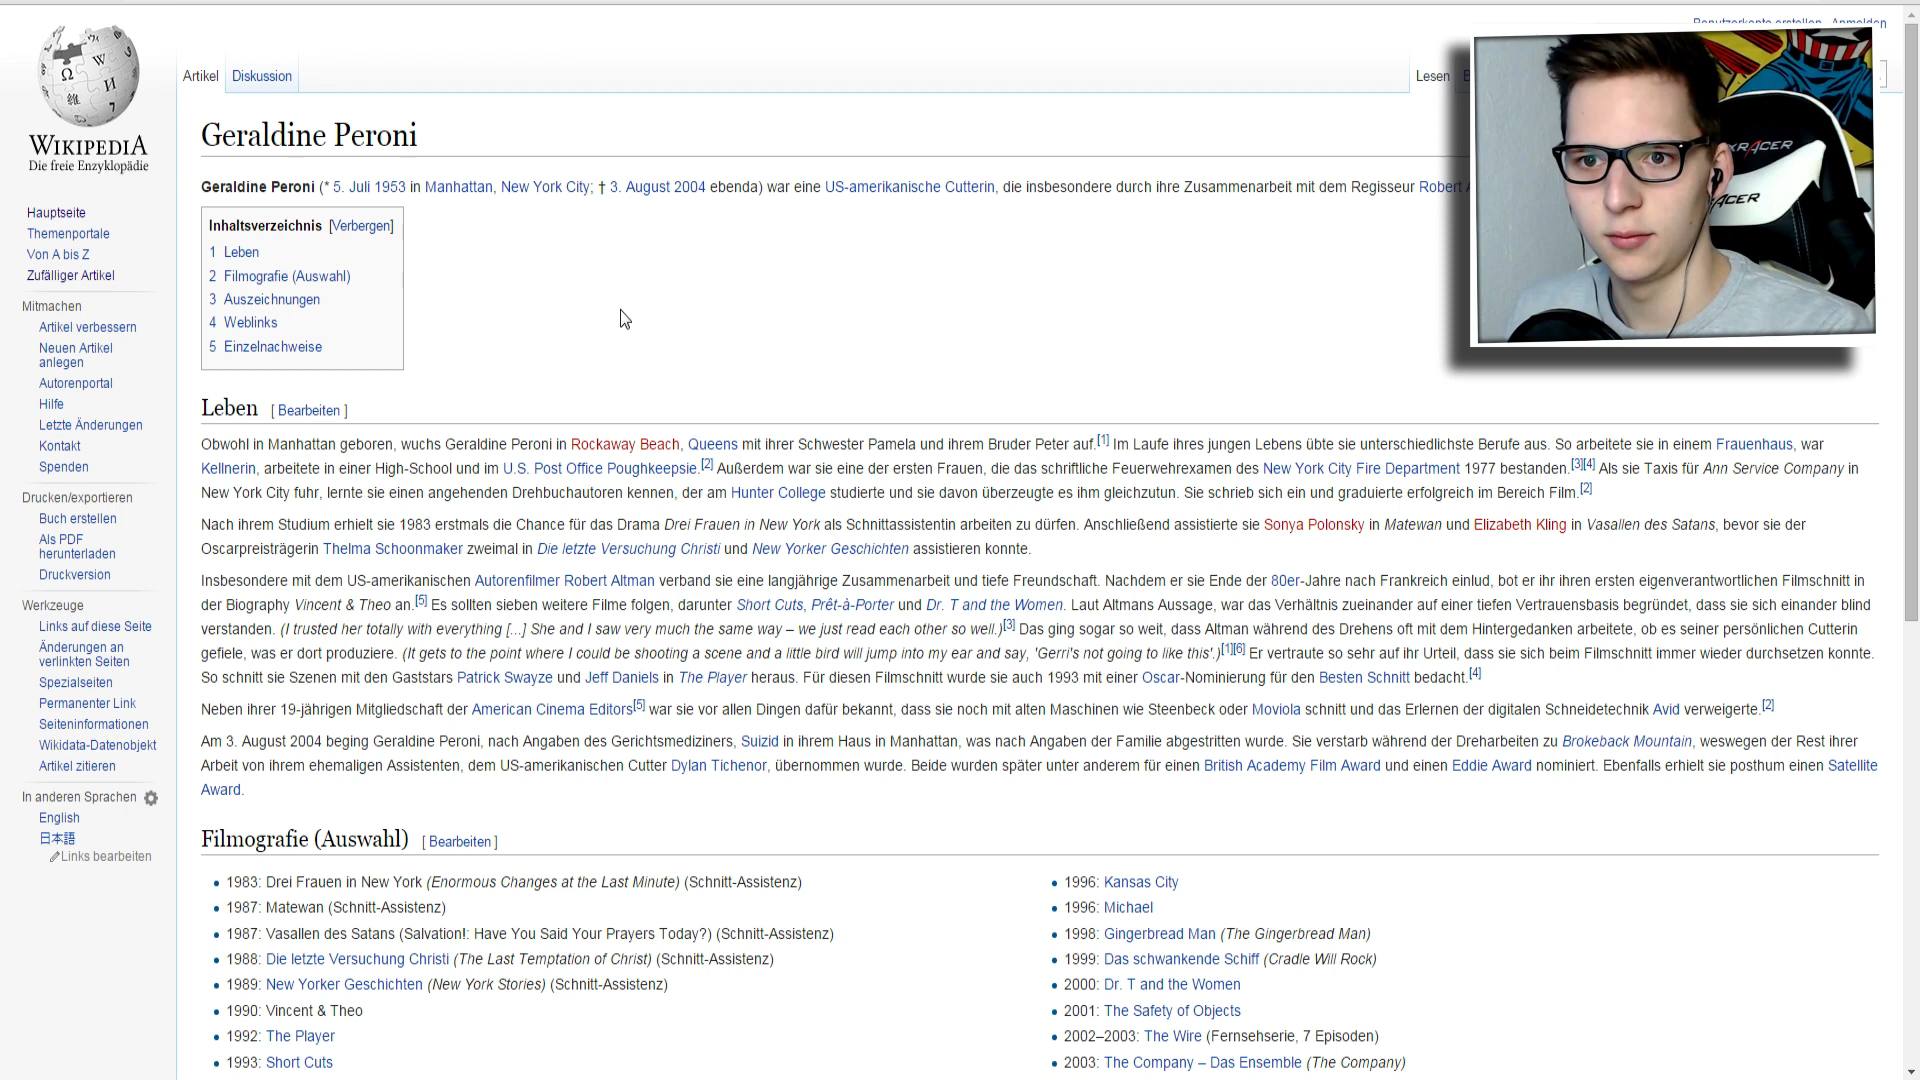 Benutzerkonto erstellen Anmelden
WIKIPEDIA
Die freie Enzyklopädie
Artikel Diskussion Lesen
Geraldine Peroni
Geraldine Peroni (* 5. Juli 1953 in Manhattan, New York City; † 3. August 2004 ebenda) war eine US-amerikanische Cutterin, die insbesondere durch ihre Zusammenarbeit mit dem Regisseur Robert
Inhaltsverzeichnis [Verbergen]
1 Leben
2 Filmografie (Auswahl)
3 Auszeichnungen
4 Weblinks
5 Einzelnachweise
Hauptseite
Themenportale
Von A bis Z
Zufälliger Artikel
Mitmachen
Artikel verbessern
Neuen Artikel
anlegen
Autorenportal
Hilfe
Letzte Änderungen
Kontakt
Spenden
Drucken/exportieren
Buch erstellen
Als PDF
herunterladen
Druckversion
Werkzeuge
Links auf diese Seite
Änderungen an
verlinkten Seiten
Spezialseiten
Permanenter Link
Seiteninformationen
Wikidata-Datenobjekt
Artikel zitieren
In anderen Sprachen
English
日本語
Links bearbeiten
Leben [ Bearbeiten ]
Obwohl in Manhattan geboren, wuchs Geraldine Peroni in Rockaway Beach, Queens mit ihrer Schwester Pamela und ihrem Bruder Peter auf.[1] Im Laufe ihres jungen Lebens übte sie unterschiedlichste Berufe aus. So arbeitete sie in einem Frauenhaus, war
Kellnerin, arbeitete in einer High-School und im U.S. Post Office Poughkeepsie.[2] Außerdem war sie eine der ersten Frauen, die das schriftliche Feuerwehrexamen des New York City Fire Department 1977 bestanden.[3][4] Als sie Taxis für Ann Service Company in
New York City fuhr, lernte sie einen angehenden Drehbuchautoren kennen, der am Hunter College studierte und sie davon überzeugte es ihm gleichzutun. Sie schrieb sich ein und graduierte erfolgreich im Bereich Film.[2]
Nach ihrem Studium erhielt sie 1983 erstmals die Chance für das Drama Drei Frauen in New York als Schnittassistentin arbeiten zu dürfen. Anschließend assistierte sie Sonya Polonsky in Matewan und Elizabeth Kling in Vasallen des Satans, bevor sie der
Oscarpreisträgerin Thelma Schoonmaker zweimal in Die letzte Versuchung Christi und New Yorker Geschichten assistieren konnte.
Insbesondere mit dem US-amerikanischen Autorenfilmer Robert Altman verband sie eine langjährige Zusammenarbeit und tiefe Freundschaft. Nachdem er sie Ende der 80er-Jahre nach Frankreich einlud, bot er ihr ihren ersten eigenverantwortlichen Filmschnitt in
der Biography Vincent & Theo an.[5] Es sollten sieben weitere Filme folgen, darunter Short Cuts, Prêt-à-Porter und Dr. T and the Women. Laut Altmans Aussage, war das Verhältnis zueinander auf einer tiefen Vertrauensbasis begründet, dass sie sich einander blind
verstanden. (I trusted her totally with everything [...] She and I saw very much the same way – we just read each other so well.)[3] Das ging sogar so weit, dass Altman während des Drehens oft mit dem Hintergedanken arbeitete, ob es seiner persönlichen Cutterin
gefiele, was er dort produziere. (It gets to the point where I could be shooting a scene and a little bird will jump into my ear and say, 'Gerri's not going to like this'.)[1][6] Er vertraute so sehr auf ihr Urteil, dass sie sich beim Filmschnitt immer wieder durchsetzen konnte.
So schnitt sie Szenen mit den Gaststars Patrick Swayze und Jeff Daniels in The Player heraus. Für diesen Filmschnitt wurde sie auch 1993 mit einer Oscar-Nominierung für den Besten Schnitt bedacht.[4]
Neben ihrer 19-jährigen Mitgliedschaft der American Cinema Editors[5] war sie vor allen Dingen dafür bekannt, dass sie noch mit alten Maschinen wie Steenbeck oder Moviola schnitt und das Erlernen der digitalen Schneidetechnik Avid verweigerte.[2]
Am 3. August 2004 beging Geraldine Peroni, nach Angaben des Gerichtsmediziners, Suizid in ihrem Haus in Manhattan, was nach Angaben der Familie abgestritten wurde. Sie verstarb während der Dreharbeiten zu Brokeback Mountain, weswegen der Rest ihrer
Arbeit von ihrem ehemaligen Assistenten, dem US-amerikanischen Cutter Dylan Tichenor, übernommen wurde. Beide wurden später unter anderem für einen British Academy Film Award und einen Eddie Award nominiert. Ebenfalls erhielt sie posthum einen Satellite
Award.
Filmografie (Auswahl) [ Bearbeiten ]
1983: Drei Frauen in New York (Enormous Changes at the Last Minute) (Schnitt-Assistenz)
1987: Matewan (Schnitt-Assistenz)
1987: Vasallen des Satans (Salvation!: Have You Said Your Prayers Today?) (Schnitt-Assistenz)
1988: Die letzte Versuchung Christi (The Last Temptation of Christ) (Schnitt-Assistenz)
1989: New Yorker Geschichten (New York Stories) (Schnitt-Assistenz)
1990: Vincent & Theo
1992: The Player
1993: Short Cuts
1996: Kansas City
1996: Michael
1998: Gingerbread Man (The Gingerbread Man)
1999: Das schwankende Schiff (Cradle Will Rock)
2000: Dr. T and the Women
2001: The Safety of Objects
2002–2003: The Wire (Fernsehserie, 7 Episoden)
2003: The Company – Das Ensemble (The Company)